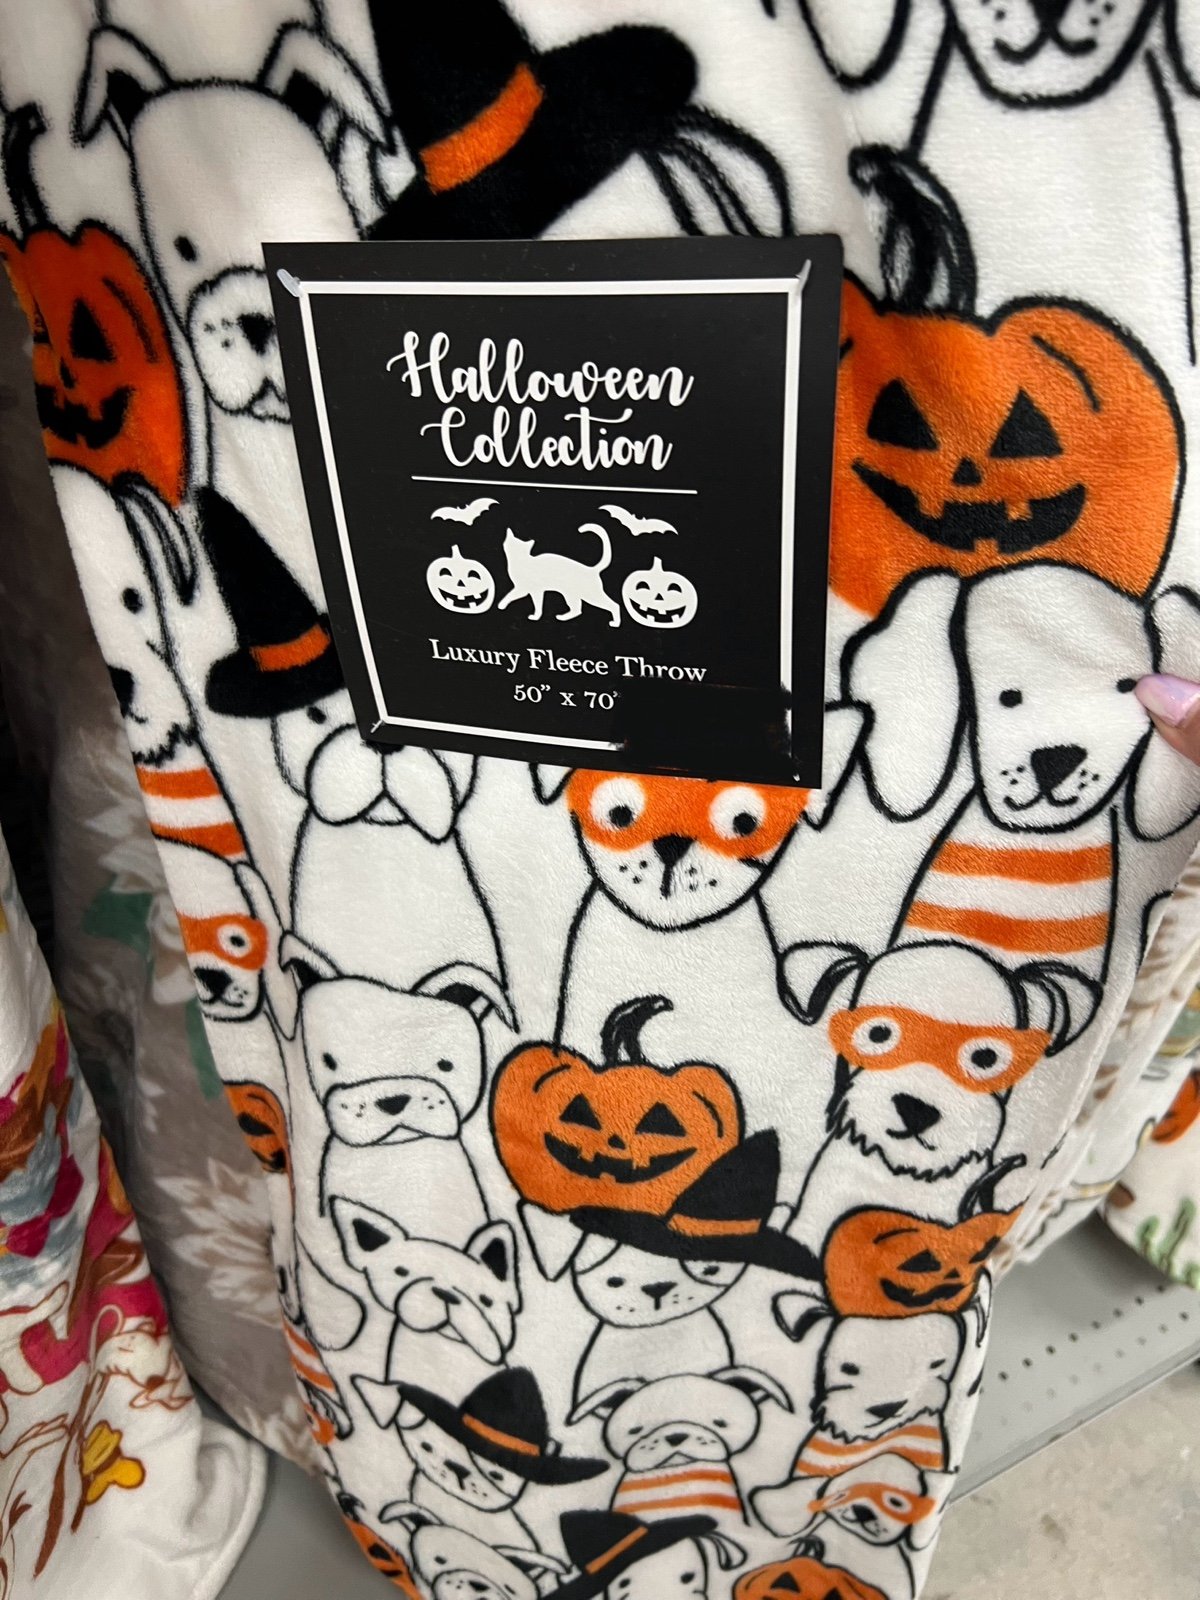 Halloween
Collection
Luxury Fleece Throw
50” x 70”